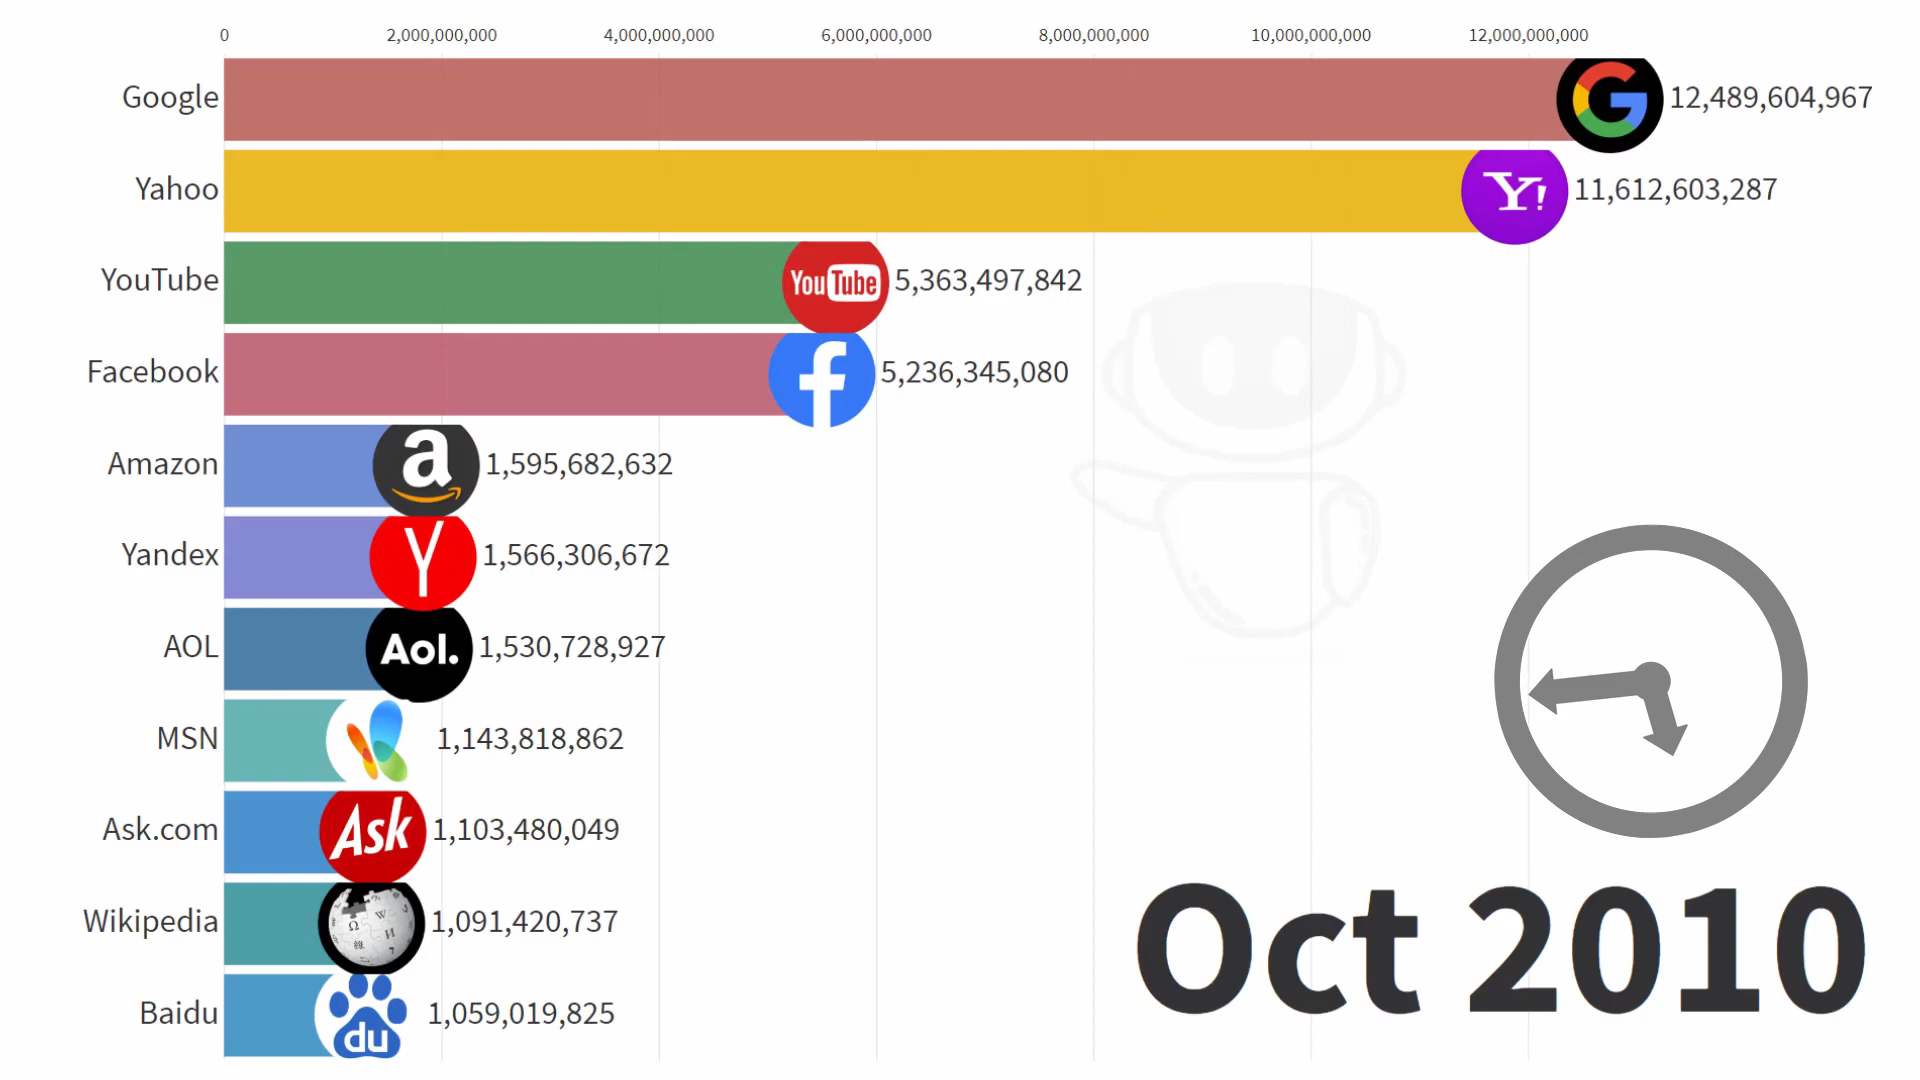 0 2,000,000,000 4,000,000,000 6,000,000,000 8,000,000,000 10,000,000,000 12,000,000,000
Google G 12,489,604,967
Yahoo Y! 11,612,603,287
YouTube YouTube 5,363,497,842
Facebook f 5,236,345,080
Amazon a 1,595,682,632
Yandex Y 1,566,306,672
AOL Aol. 1,530,728,927
MSN 1,143,818,862
Ask.com Ask 1,103,480,049
Wikipedia Ω W И 1,091,420,737
Baidu du 1,059,019,825
Oct 2010